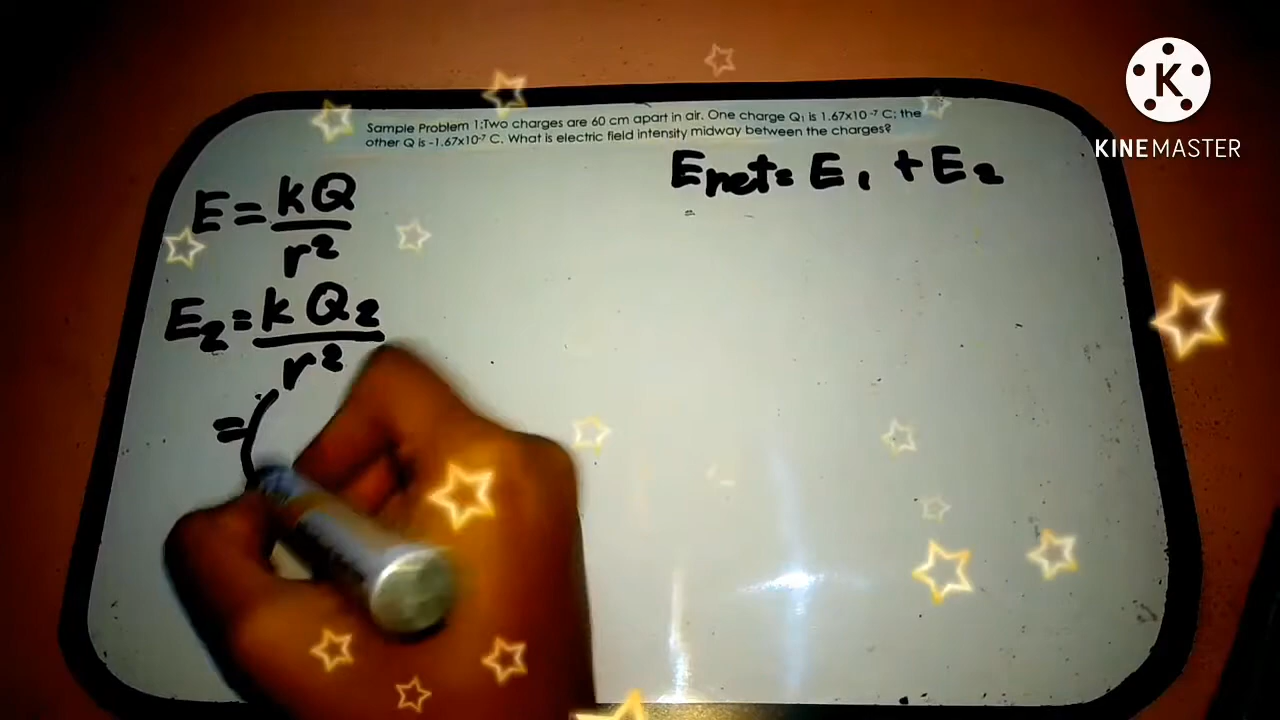 Sample Problem 1:Two charges are 60 cm apart in air. One charge Q₁ is 1.67x10⁻⁷ C; the
other Q is -1.67x10⁻⁷ C. What is electric field intensity midway between the charges?
E = kQ
r²
E₂ = k Q₂
r²
= (
Enet = E₁ + E₂
K
KINEMASTER